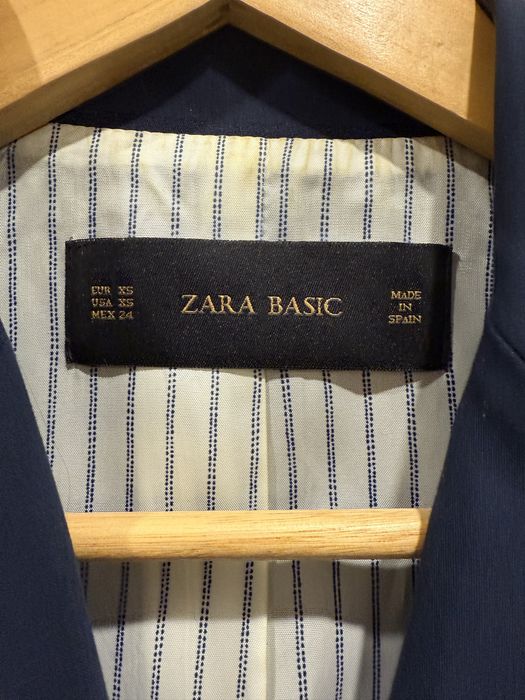 EUR XS
USA XS
MEX 24
ZARA BASIC
MADE
IN
SPAIN